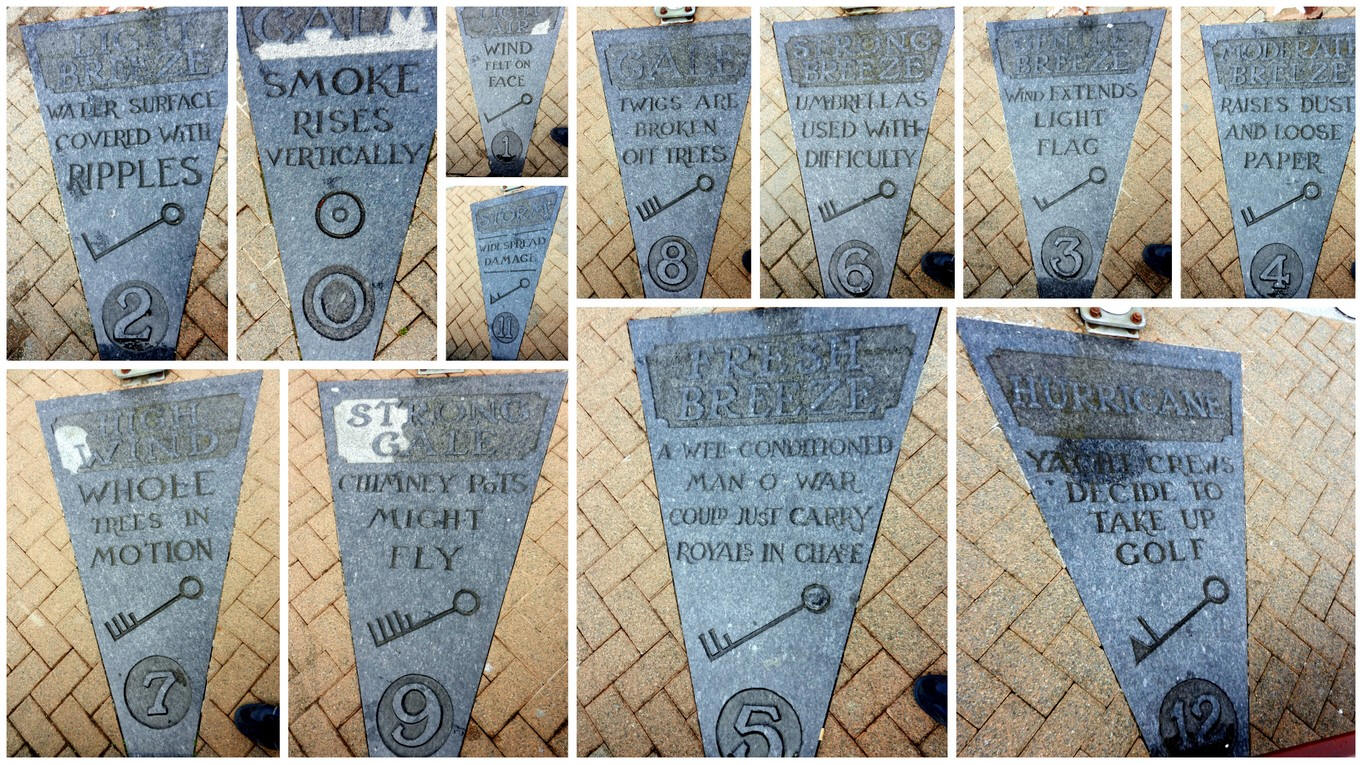 LIGHT
BREEZE
WATER SURFACE
COVERED WITH
RIPPLES
2
CALM
SMOKE
RISES
VERTICALLY
0
LIGHT
AIR
WIND
FELT ON
FACE
1
STORM
WIDESPREAD
DAMAGE
11
GALE
TWIGS ARE
BROKEN
OFF TREES
8
STRONG
BREEZE
UMBRELLAS
USED WITH
DIFFICULTY
6
GENTLE
BREEZE
WIND EXTENDS
LIGHT
FLAG
3
MODERATE
BREEZE
RAISES DUST
AND LOOSE
PAPER
4
HIGH
WIND
WHOLE
TREES IN
MOTION
7
STRONG
GALE
CHIMNEY POTS
MIGHT
FLY
9
FRESH
BREEZE
A WELL-CONDITIONED
MAN O WAR
COULD JUST CARRY
ROYALS IN CHASE
5
HURRICANE
YACHT CREWS
DECIDE TO
TAKE UP
GOLF
12